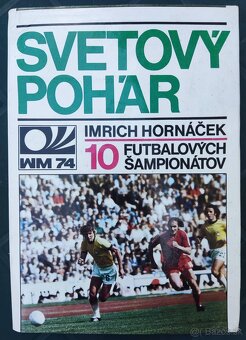 SVETOVÝ
POHÁR
IMRICH HORNÁČEK
WM 74
10 FUTBALOVÝCH
ŠAMPIONÁTOV